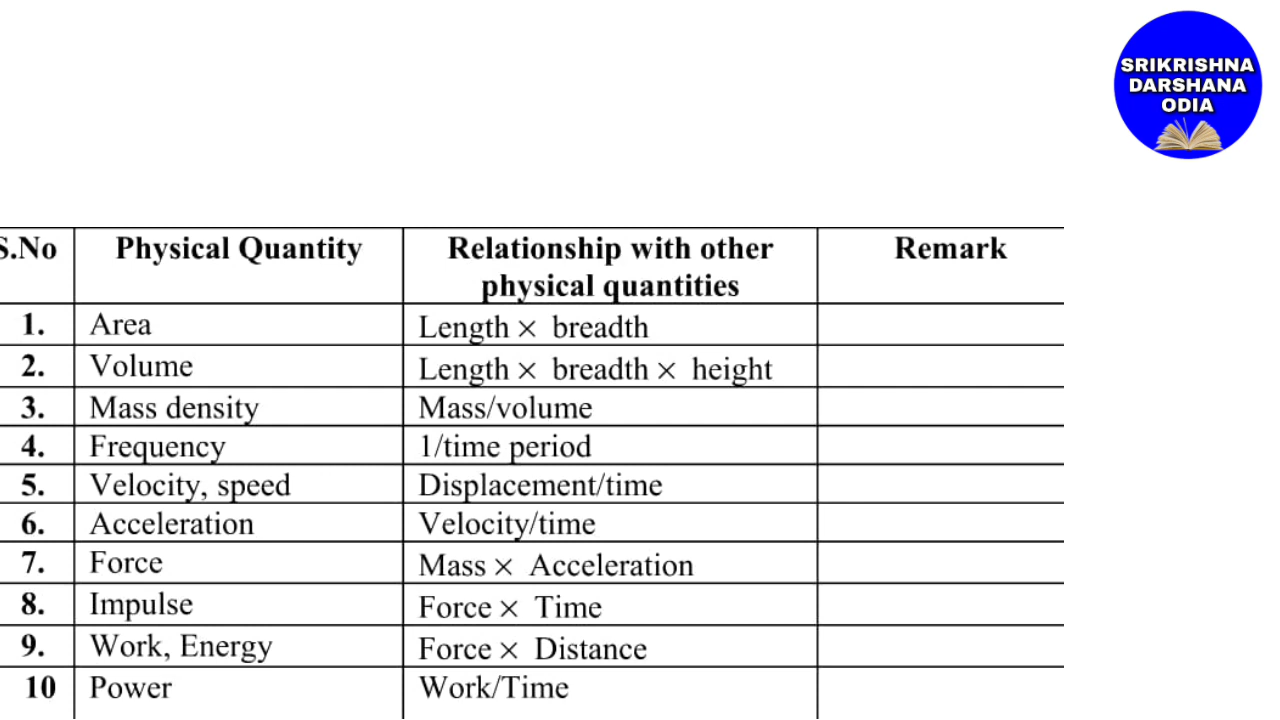 SRIKRISHNA
DARSHANA
ODIA
S.No Physical Quantity Relationship with other physical quantities Remark
1. Area Length × breadth
2. Volume Length × breadth × height
3. Mass density Mass/volume
4. Frequency 1/time period
5. Velocity, speed Displacement/time
6. Acceleration Velocity/time
7. Force Mass × Acceleration
8. Impulse Force × Time
9. Work, Energy Force × Distance
10 Power Work/Time